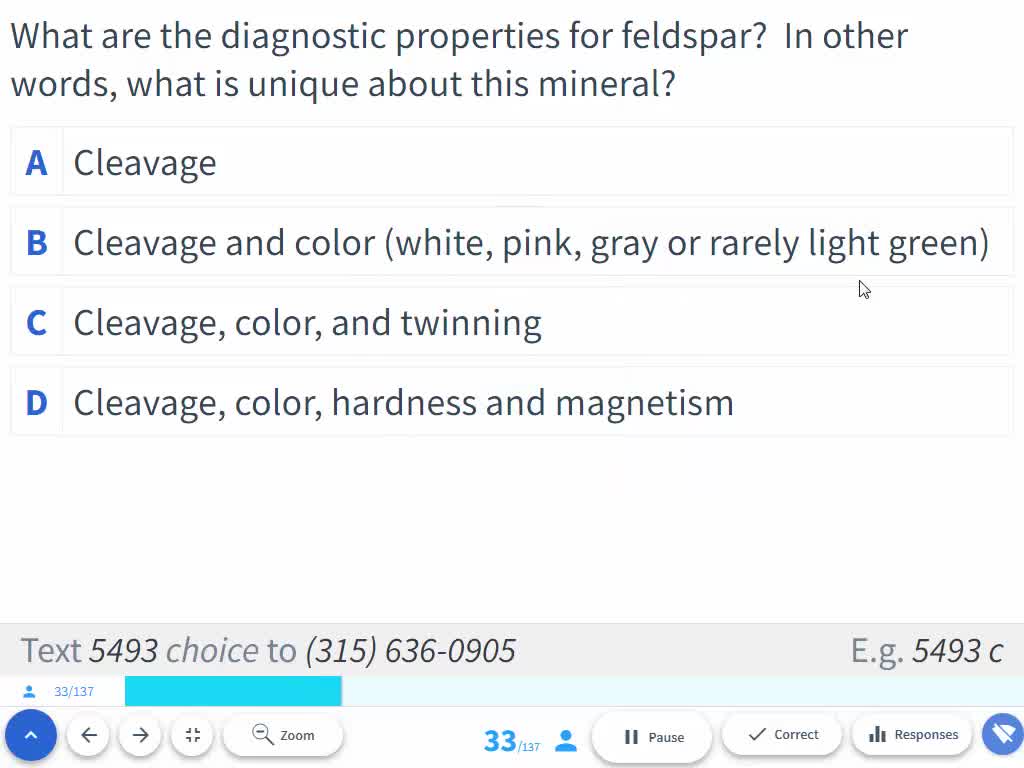 What are the diagnostic properties for feldspar?  In other
words, what is unique about this mineral?
A Cleavage
B Cleavage and color (white, pink, gray or rarely light green)
C Cleavage, color, and twinning
D Cleavage, color, hardness and magnetism
Text 5493 choice to (315) 636-0905 E.g. 5493 c
33/137
Zoom 33/137 Pause Correct Responses